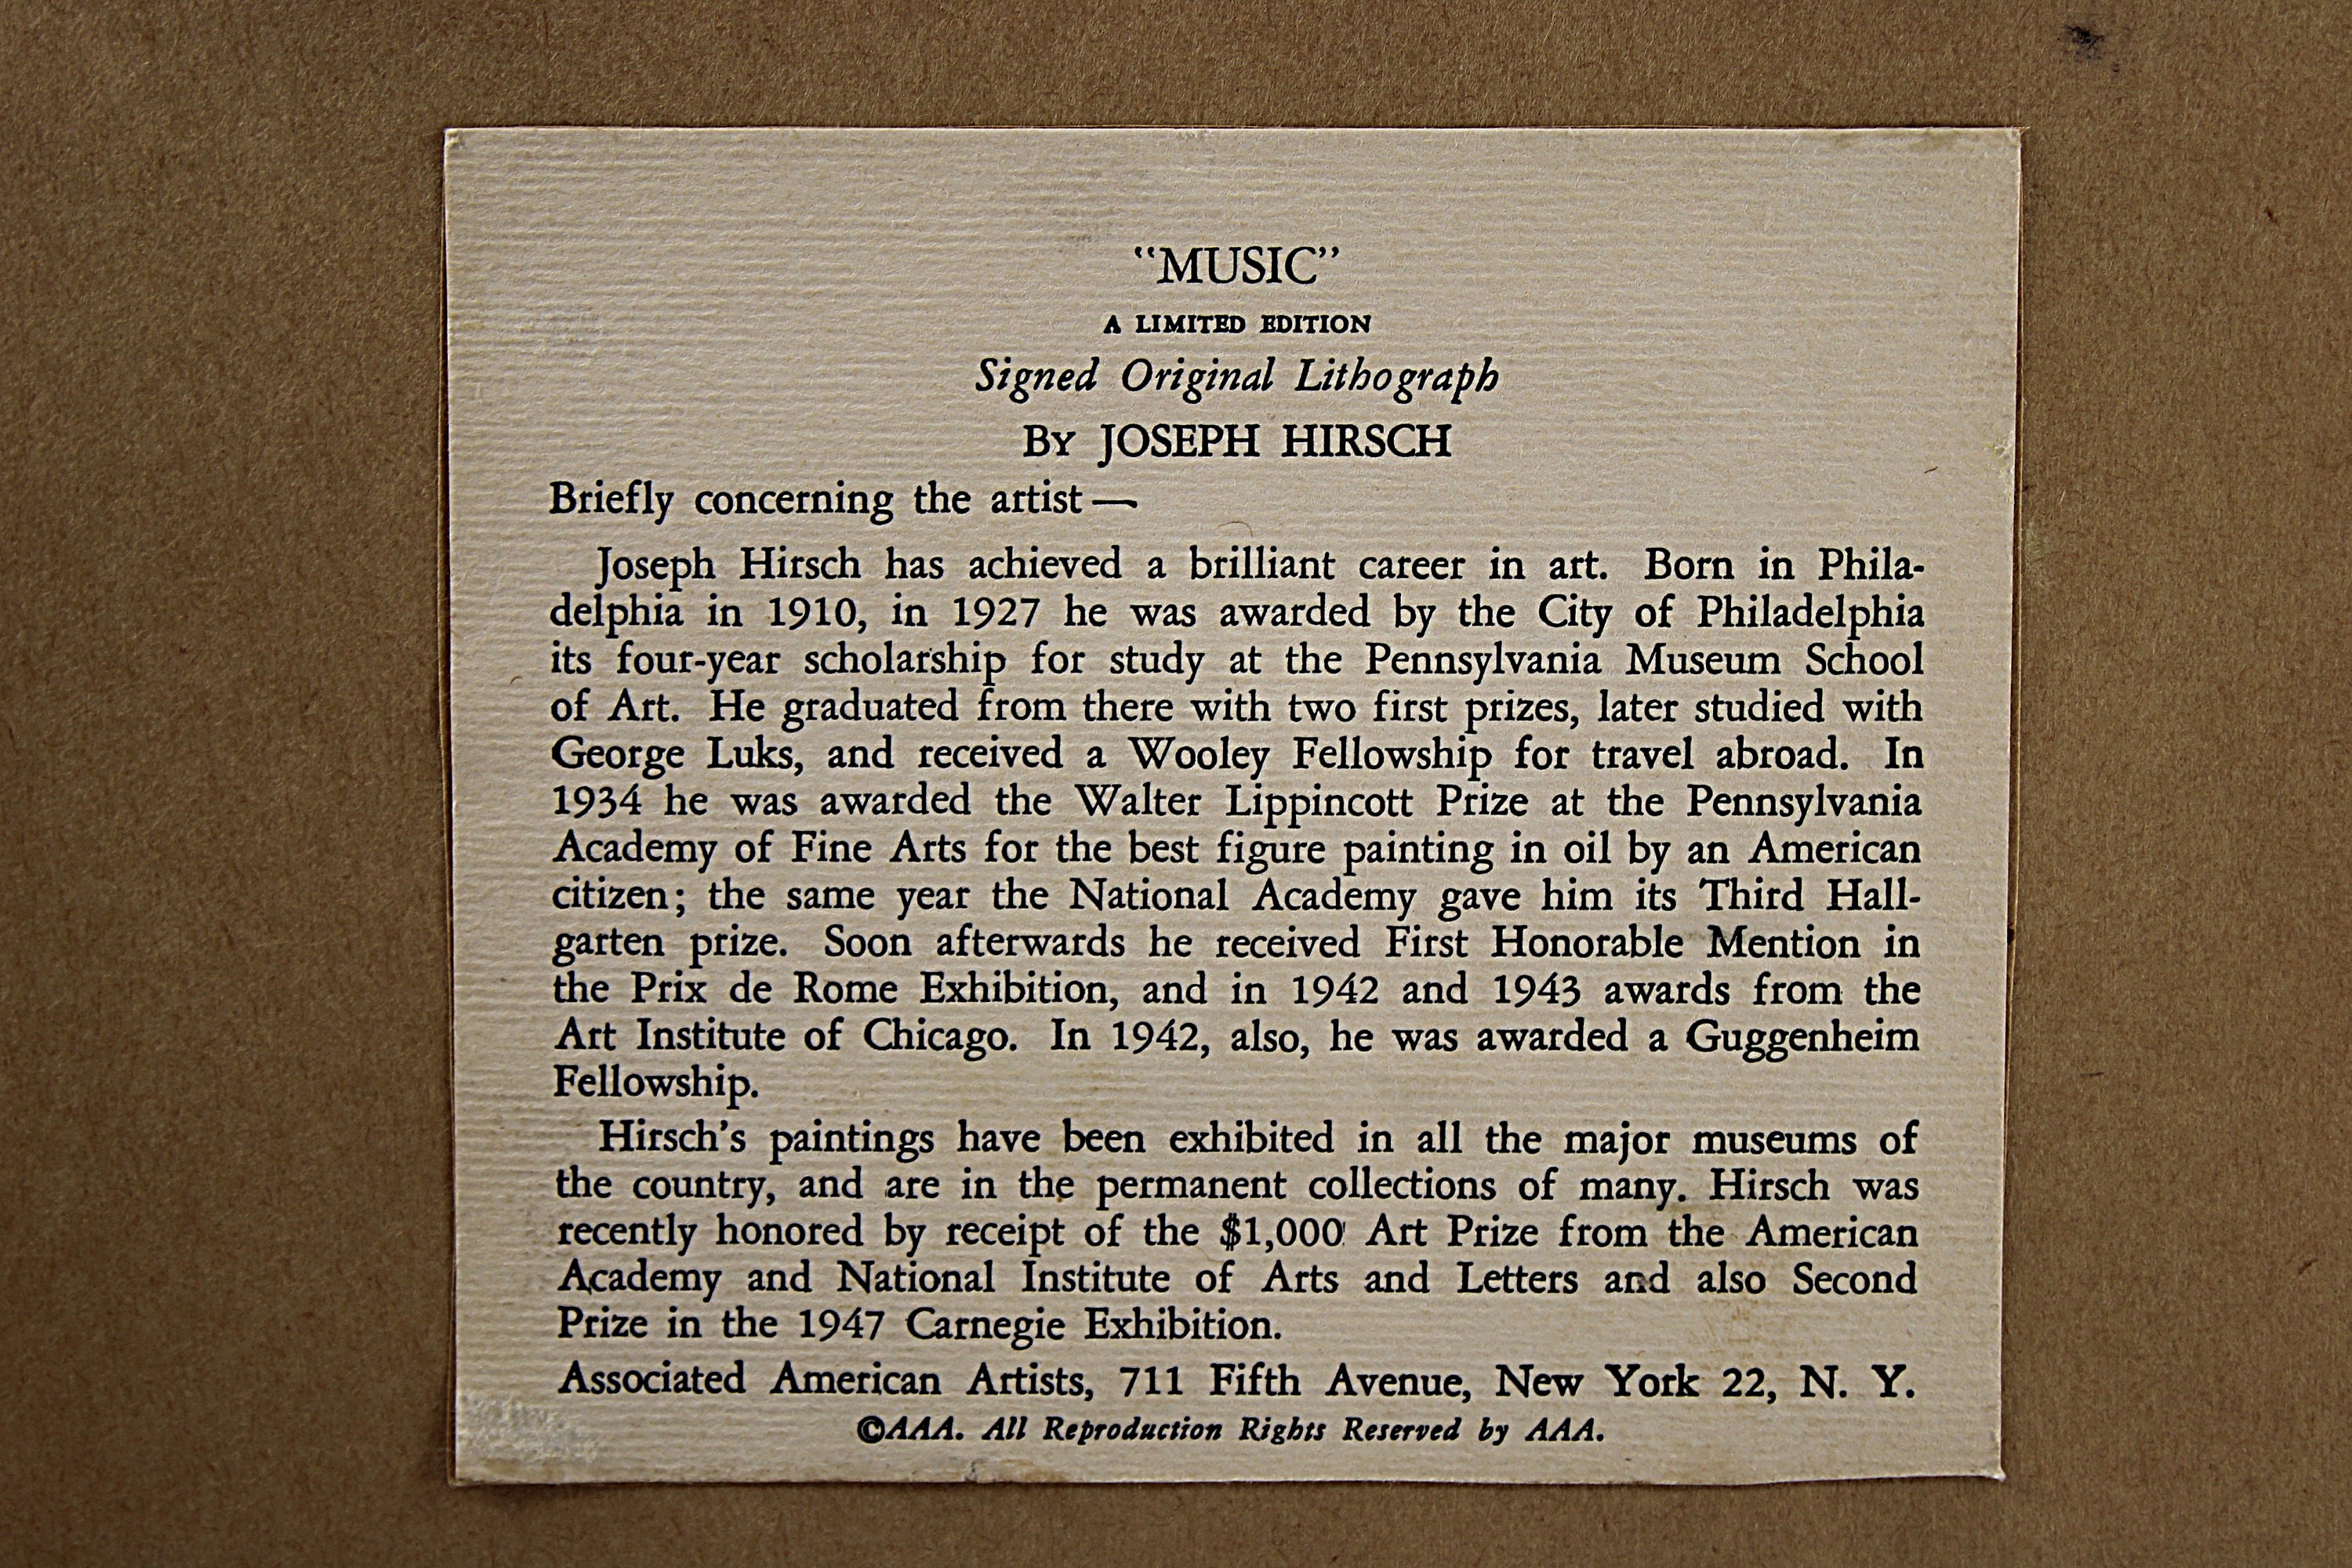 “MUSIC”
A LIMITED EDITION
Signed Original Lithograph
BY JOSEPH HIRSCH
Briefly concerning the artist —
Joseph Hirsch has achieved a brilliant career in art. Born in Phila-
delphia in 1910, in 1927 he was awarded by the City of Philadelphia
its four-year scholarship for study at the Pennsylvania Museum School
of Art. He graduated from there with two first prizes, later studied with
George Luks, and received a Wooley Fellowship for travel abroad. In
1934 he was awarded the Walter Lippincott Prize at the Pennsylvania
Academy of Fine Arts for the best figure painting in oil by an American
citizen; the same year the National Academy gave him its Third Hall-
garten prize. Soon afterwards he received First Honorable Mention in
the Prix de Rome Exhibition, and in 1942 and 1943 awards from the
Art Institute of Chicago. In 1942, also, he was awarded a Guggenheim
Fellowship.
Hirsch’s paintings have been exhibited in all the major museums of
the country, and are in the permanent collections of many. Hirsch was
recently honored by receipt of the $1,000 Art Prize from the American
Academy and National Institute of Arts and Letters and also Second
Prize in the 1947 Carnegie Exhibition.
Associated American Artists, 711 Fifth Avenue, New York 22, N. Y.
©AAA. All Reproduction Rights Reserved by AAA.